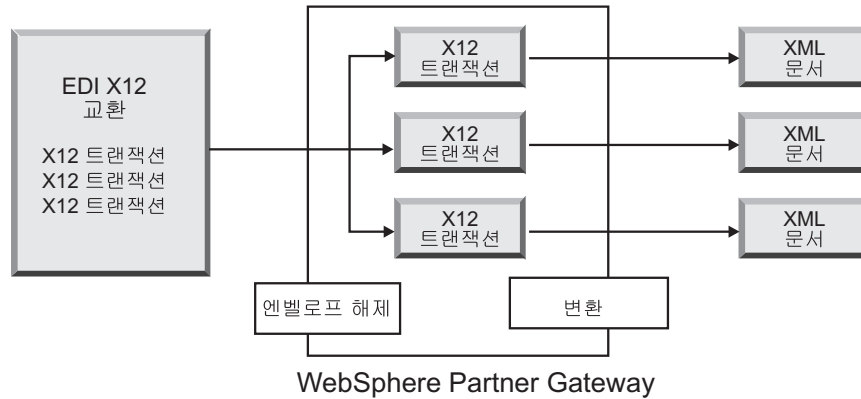 EDI X12
교환
X12 트랜잭션
X12 트랜잭션
X12 트랜잭션
X12
트랜잭션
XML
문서
X12
트랜잭션
XML
문서
X12
트랜잭션
XML
문서
엔벨로프 해제
변환
WebSphere Partner Gateway